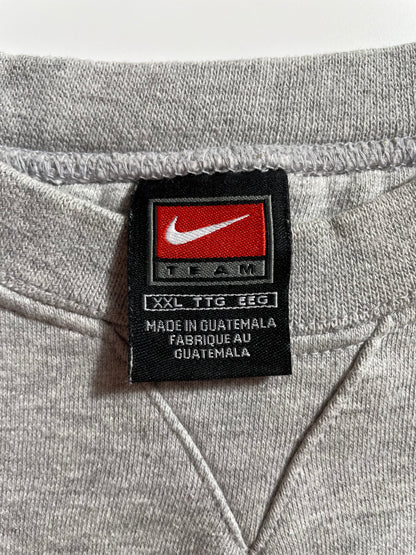 TEAM
XXL TTG EEG
MADE IN GUATEMALA
FABRIQUE AU
GUATEMALA